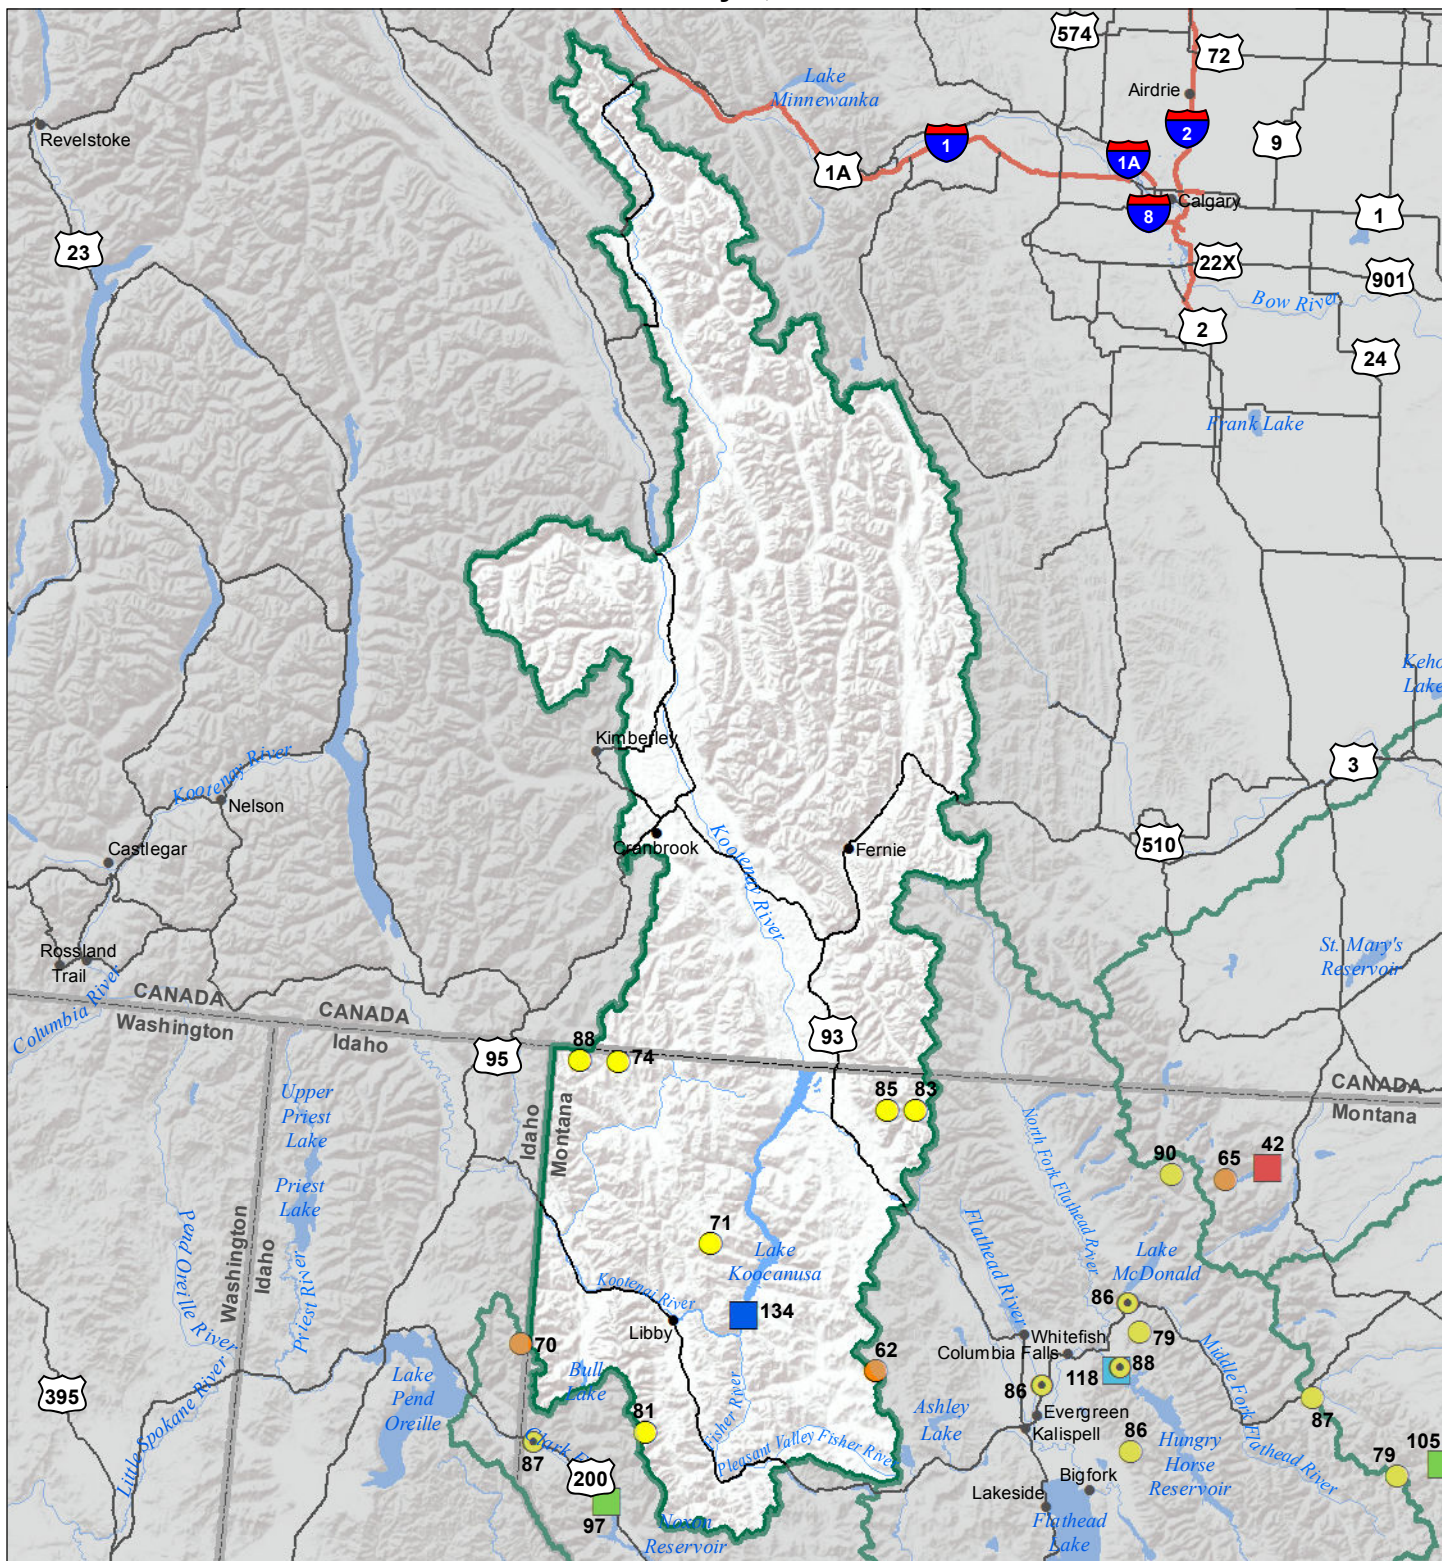 574
72
Airdrie
Lake
Minnewanka
2
9
1
1A
1A
Revelstoke
Calgary
8
1
23
22X
901
Bow River
2
24
Frank Lake
Lake
Kimberley
3
Kootenay River
Nelson
Kootenay River
Castlegar
Cranbrook
Fernie
510
Rossland
Trail
St. Mary's
Reservoir
Columbia River
CANADA
CANADA
Washington
Idaho
93
95
88
74
CANADA
Montana
Upper
Priest
Lake
85
83
Idaho
Montana
North Fork Flathead River
90
65
42
Priest
Lake
Pend Oreille River
Washington
Idaho
Priest River
71
Lake
Koocanusa
Flathead River
Lake
McDonald
Kootenai River
134
86
Libby
Whitefish
79
Columbia Falls
70
62
Middle Fork Flathead River
88
118
Bull
Lake
Lake
Pend
Oreille
395
86
Little Spokane River
Fisher River
Ashley
Lake
Evergreen
Kalispell
87
81
Clark
87
Pleasant Valley Fisher River
86
Hungry
Horse
Reservoir
105
79
200
Bigfork
Lakeside
97
Noxon
Reservoir
Flathead
Lake